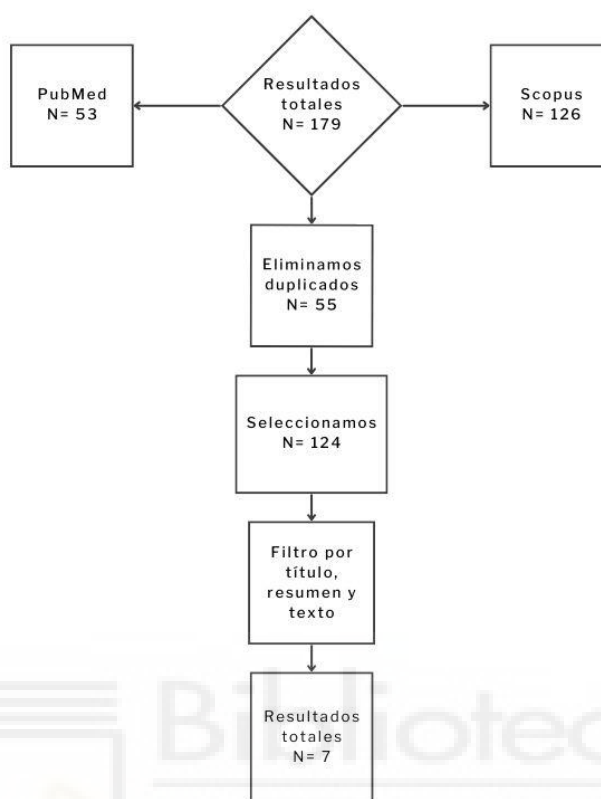 PubMed
N= 53
Resultados
totales
N= 179
Scopus
N= 126
Eliminamos
duplicados
N= 55
Seleccionamos
N= 124
Filtro por
título,
resumen y
texto
Resultados
totales
N= 7
Bibliotec